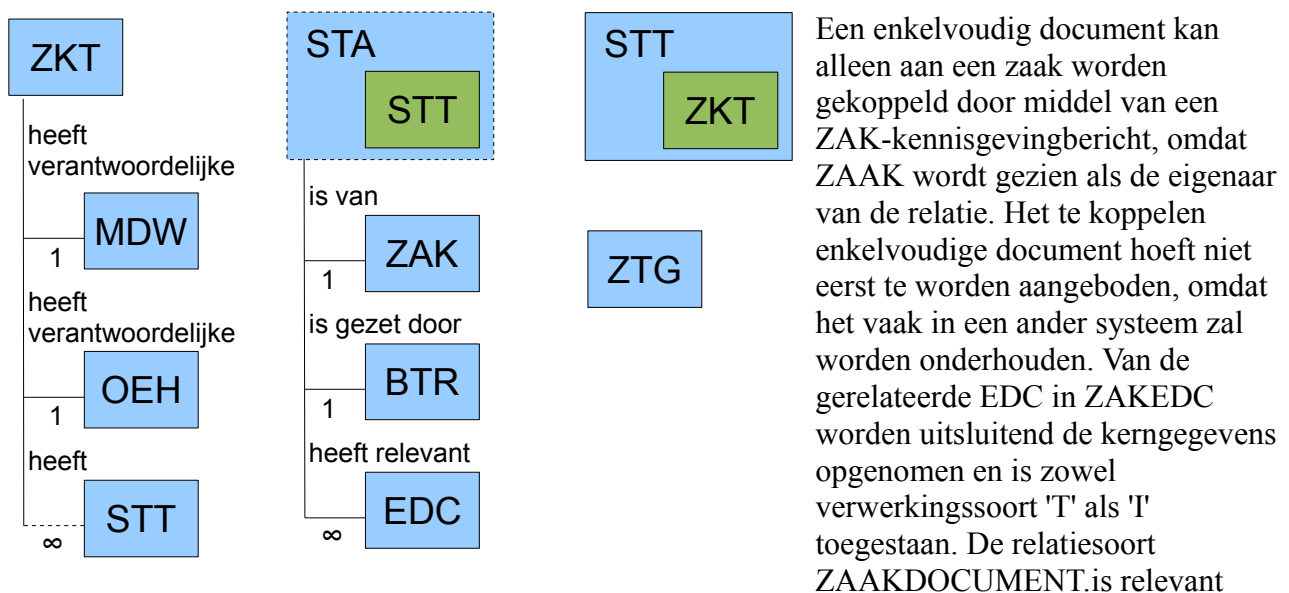 ZKT
heeft
verantwoordelijke
MDW
1
heeft
verantwoordelijke
OEH
1
heeft
STT
∞
STA
STT
is van
ZAK
1
is gezet door
BTR
1
heeft relevant
EDC
∞
STT
ZKT
ZTG
Een enkelvoudig document kan
alleen aan een zaak worden
gekoppeld door middel van een
ZAK-kennisgevingbericht, omdat
ZAAK wordt gezien als de eigenaar
van de relatie. Het te koppelen
enkelvoudige document hoeft niet
eerst te worden aangeboden, omdat
het vaak in een ander systeem zal
worden onderhouden. Van de
gerelateerde EDC in ZAKEDC
worden uitsluitend de kerngegevens
opgenomen en is zowel
verwerkingssoort 'T' als 'I'
toegestaan. De relatiesoort
ZAAKDOCUMENT.is relevant